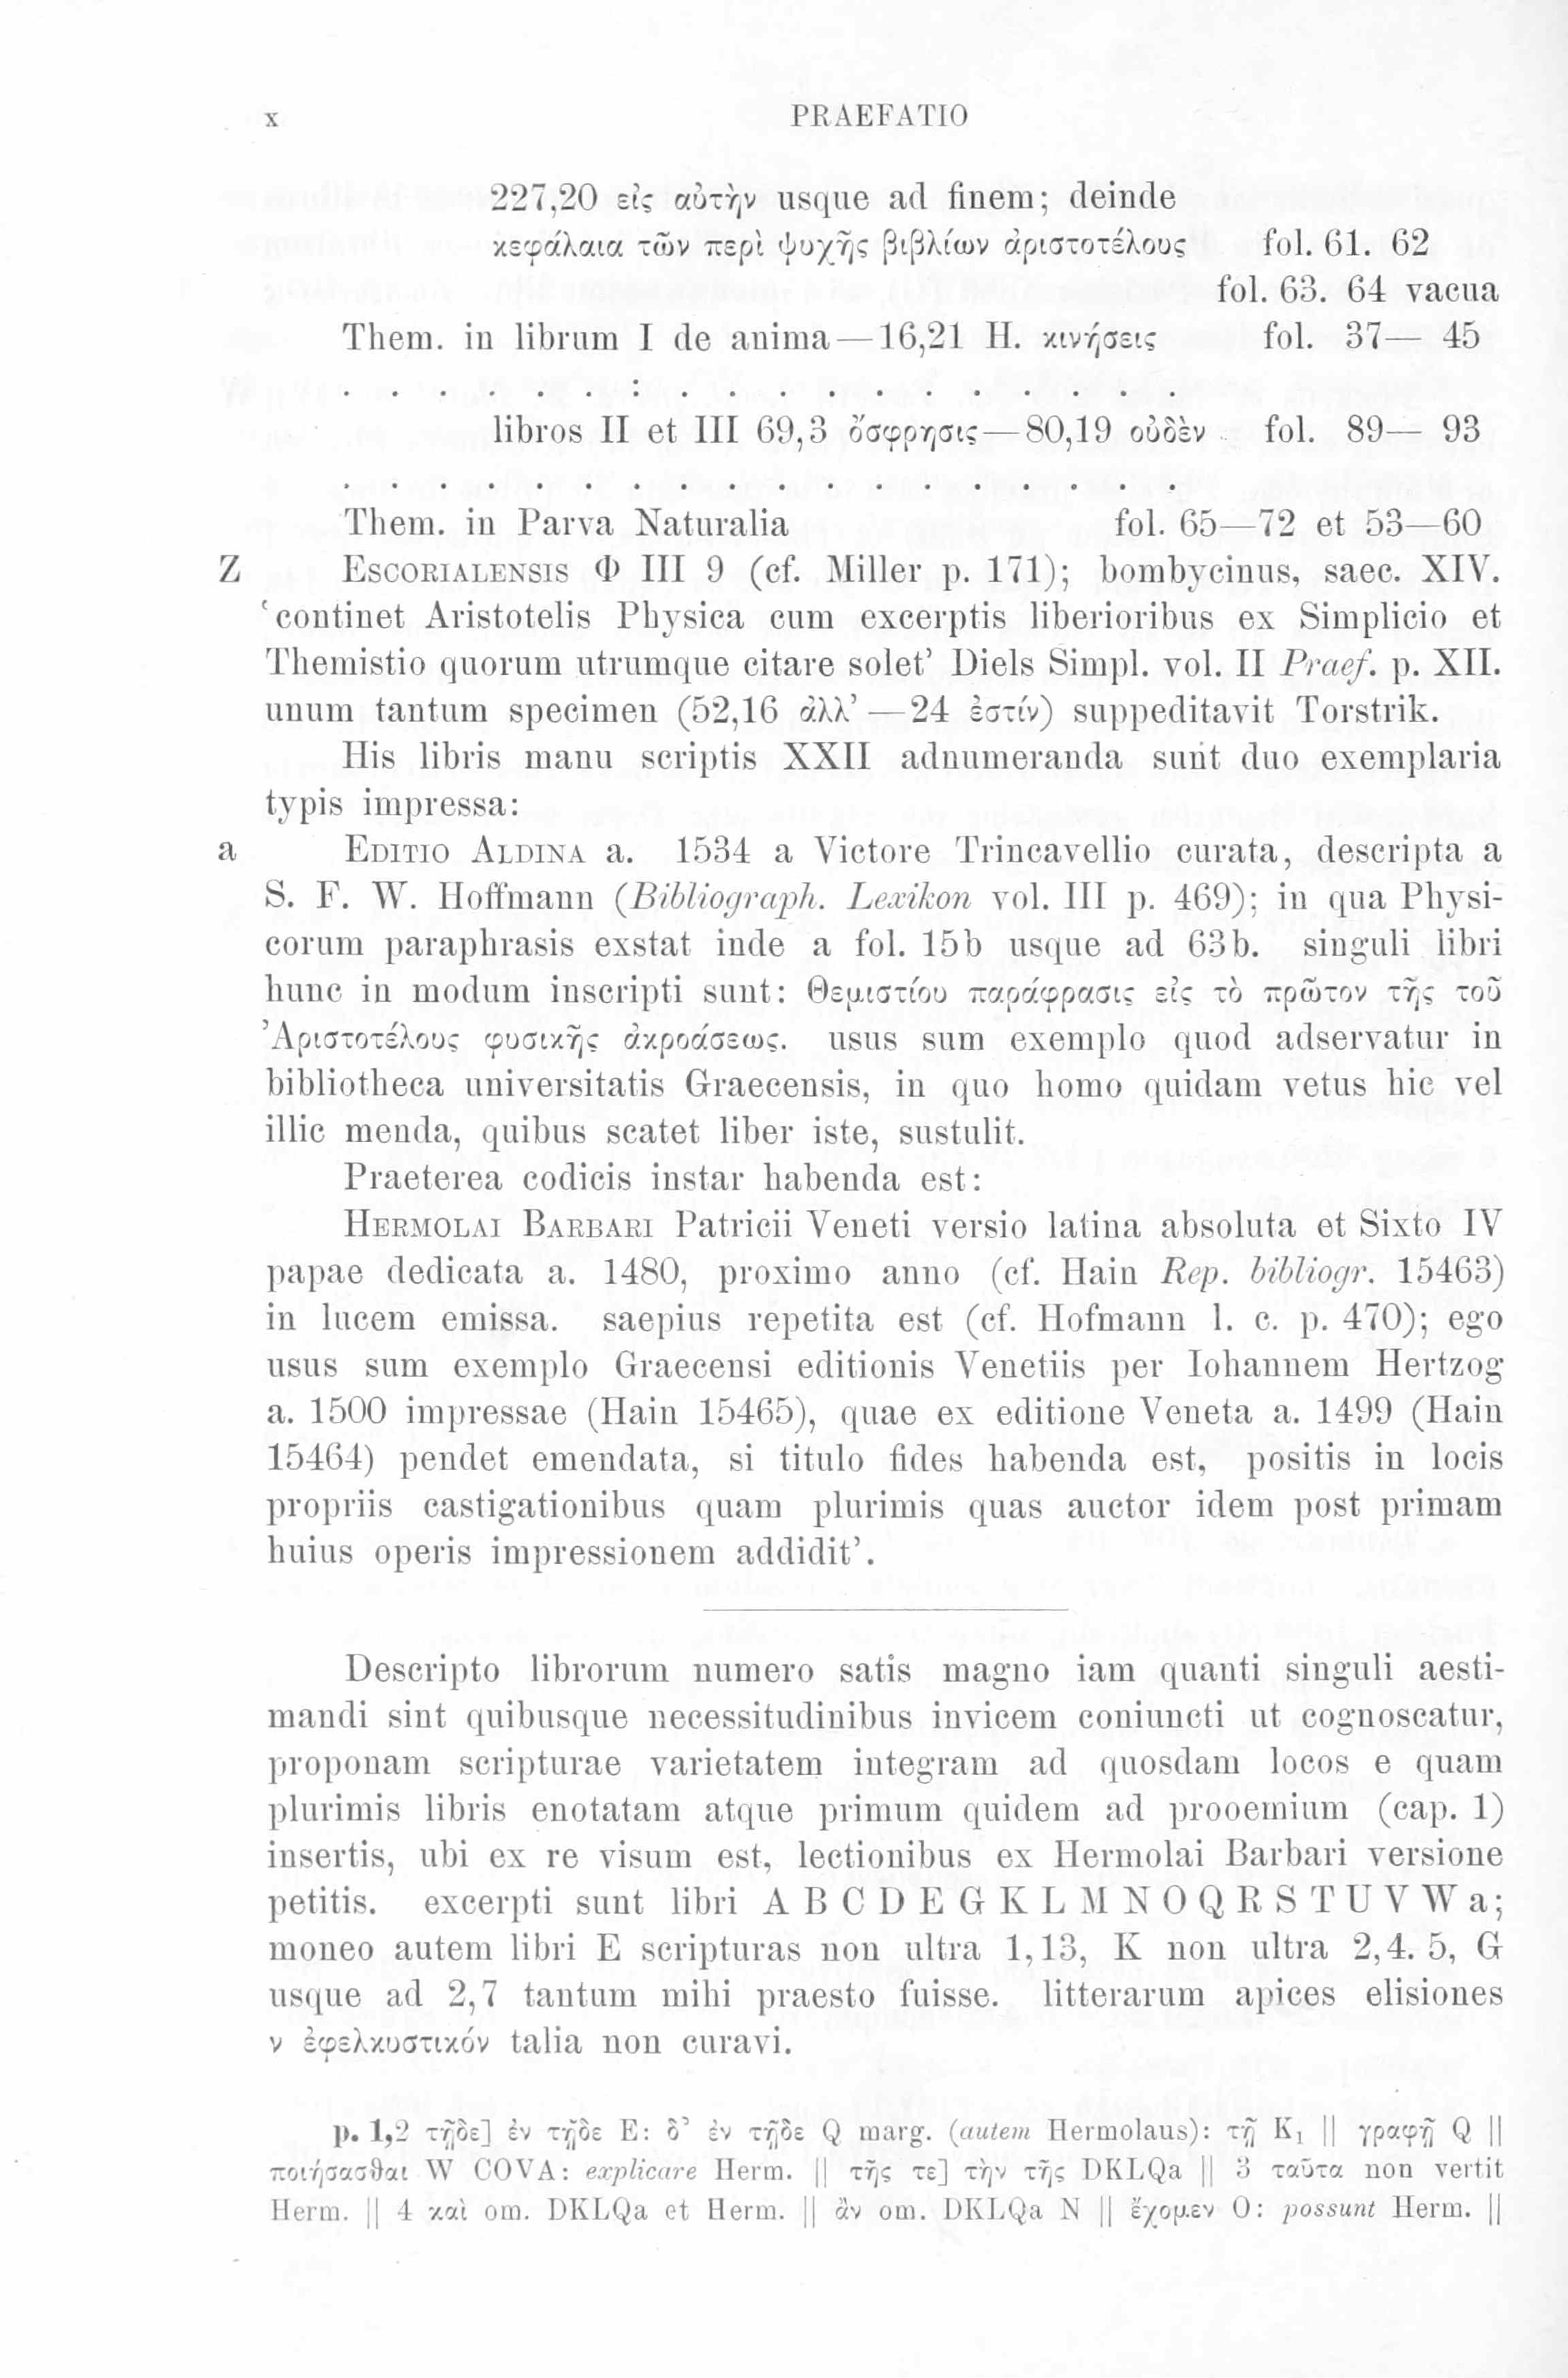 x PRAEFATIO
227,20 εἰς αὐτὴν usque ad finem; deinde
κεφάλαια τῶν περὶ ψυχῆς βιβλίων ἀριστοτέλους fol. 61. 62
fol. 63. 64 vacua
Them. in librum I de anima—16,21 H. κινήσεις fol. 37— 45
. . . . . . . . . . . . . . . . . .
libros II et III 69,3 ὄσφρησις—80,19 οὐδὲν fol. 89— 93
. . . . . . . . . . . . . . . . . .
Them. in Parva Naturalia fol. 65—72 et 53—60
Z ESCORIALENSIS Φ III 9 (cf. Miller p. 171); bombycinus, saec. XIV.
‘continet Aristotelis Physica cum excerptis liberioribus ex Simplicio et
Themistio quorum utrumque citare solet’ Diels Simpl. vol. II Praef. p. XII.
unum tantum specimen (52,16 ἀλλ’ —24 ἐστίν) suppeditavit Torstrik.
His libris manu scriptis XXII adnumeranda sunt duo exemplaria
typis impressa:
a EDITIO ALDINA a. 1534 a Victore Trincavellio curata, descripta a
S. F. W. Hoffmann (Bibliograph. Lexikon vol. III p. 469); in qua Physi-
corum paraphrasis exstat inde a fol. 15b usque ad 63b. singuli libri
hunc in modum inscripti sunt: Θεμιστίου παράφρασις εἰς τὸ πρῶτον τῆς τοῦ
Ἀριστοτέλους φυσικῆς ἀκροάσεως. usus sum exemplo quod adservatur in
bibliotheca universitatis Graecensis, in quo homo quidam vetus hic vel
illic menda, quibus scatet liber iste, sustulit.
Praeterea codicis instar habenda est:
HERMOLAI BARBARI Patricii Veneti versio latina absoluta et Sixto IV
papae dedicata a. 1480, proximo anno (cf. Hain Rep. bibliogr. 15463)
in lucem emissa. saepius repetita est (cf. Hofmann l. c. p. 470); ego
usus sum exemplo Graecensi editionis Venetiis per Iohannem Hertzog
a. 1500 impressae (Hain 15465), quae ex editione Veneta a. 1499 (Hain
15464) pendet emendata, si titulo fides habenda est, positis in locis
propriis castigationibus quam plurimis quas auctor idem post primam
huius operis impressionem addidit’.
Descripto librorum numero satis magno iam quanti singuli aesti-
mandi sint quibusque necessitudinibus invicem coniuncti ut cognoscatur,
proponam scripturae varietatem integram ad quosdam locos e quam
plurimis libris enotatam atque primum quidem ad prooemium (cap. 1)
insertis, ubi ex re visum est, lectionibus ex Hermolai Barbari versione
petitis. excerpti sunt libri A B C D E G K L M N O Q R S T U V W a;
moneo autem libri E scripturas non ultra 1,13, K non ultra 2,4. 5, G
usque ad 2,7 tantum mihi praesto fuisse. litterarum apices elisiones
ν ἐφελκυστικόν talia non curavi.
p. 1,2 τῇδε] ἐν τῇδε E: δ’ ἐν τῇδε Q marg. (autem Hermolaus): τῇ K₁ || γραφῇ Q ||
ποιήσασθαι W COVA: explicare Herm. || τῆς τε] τὴν τῆς DKLQa || 3 ταῦτα non vertit
Herm. || 4 καὶ om. DKLQa et Herm. || ἂν om. DKLQa N || ἔχομεν O: possunt Herm. ||